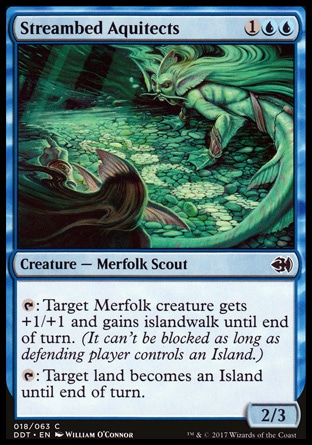 Streambed Aquitects 1
Creature — Merfolk Scout
: Target Merfolk creature gets
+1/+1 and gains islandwalk until end
of turn. (It can't be blocked as long as
defending player controls an Island.)
: Target land becomes an Island
until end of turn.
2/3
018/063 C
DDT • EN William O'Connor
™ & © 2017 Wizards of the Coast